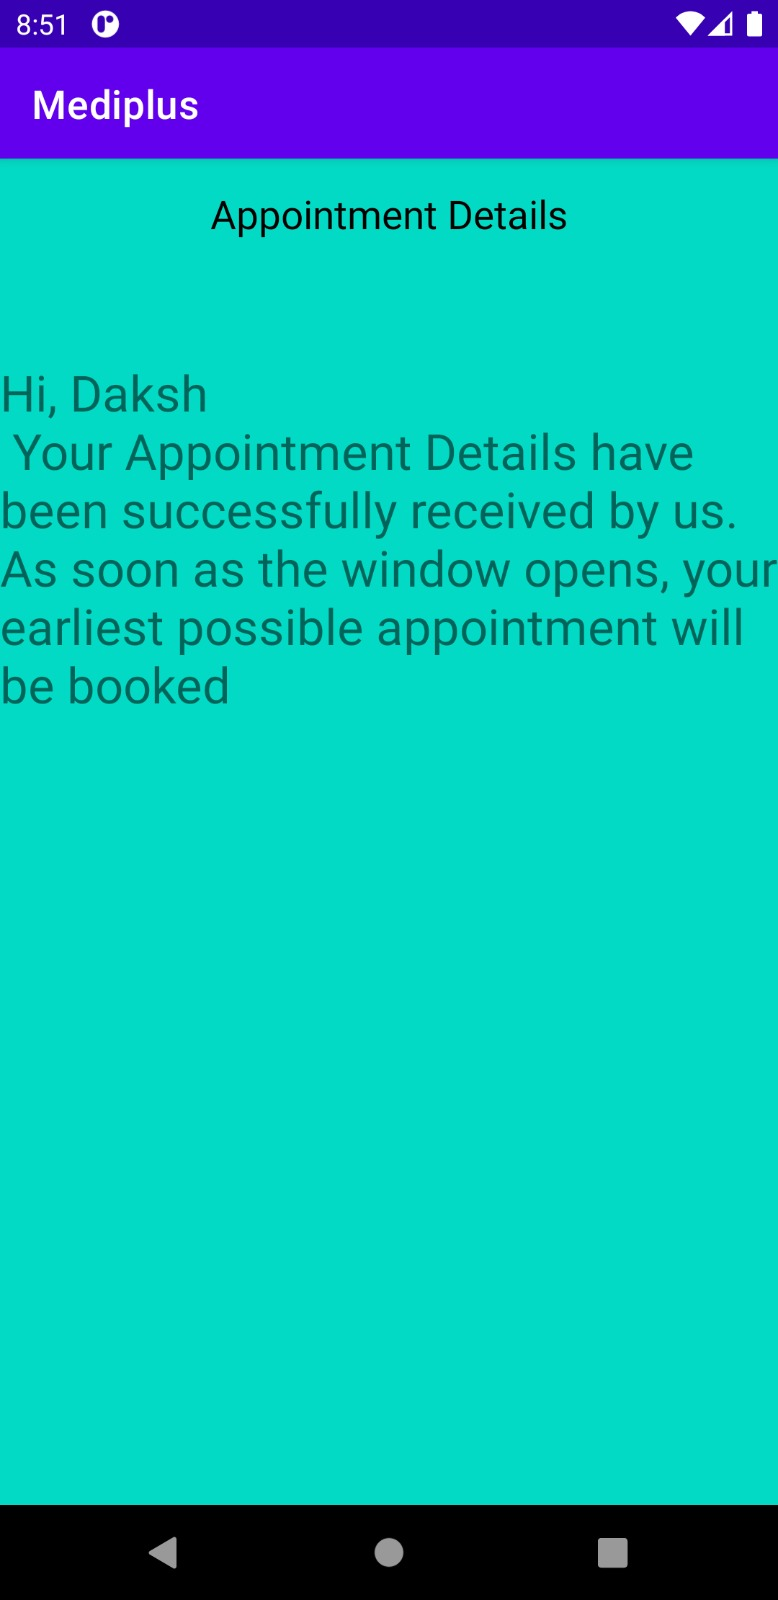 8:51
Mediplus
Appointment Details
Hi, Daksh
Your Appointment Details have
been successfully received by us.
As soon as the window opens, your
earliest possible appointment will
be booked